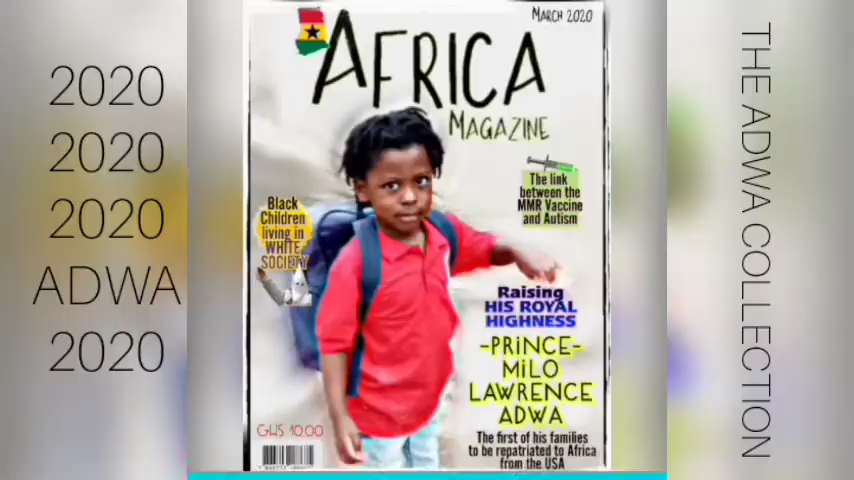 2020
2020
2020
ADWA
2020
MARCH 2020
AFRICA
MAGAZINE
The link
between the
MMR Vaccine
and Autism
Black
Children
living in
WHITE
SOCIETY
Raising
HIS ROYAL
HIGHNESS
-PRiNCE-
MiLO
LAWRENCE
ADWA
The first of his families
to be repatriated to Africa
from the USA
GHS 10.00
THE ADWA COLLECTION